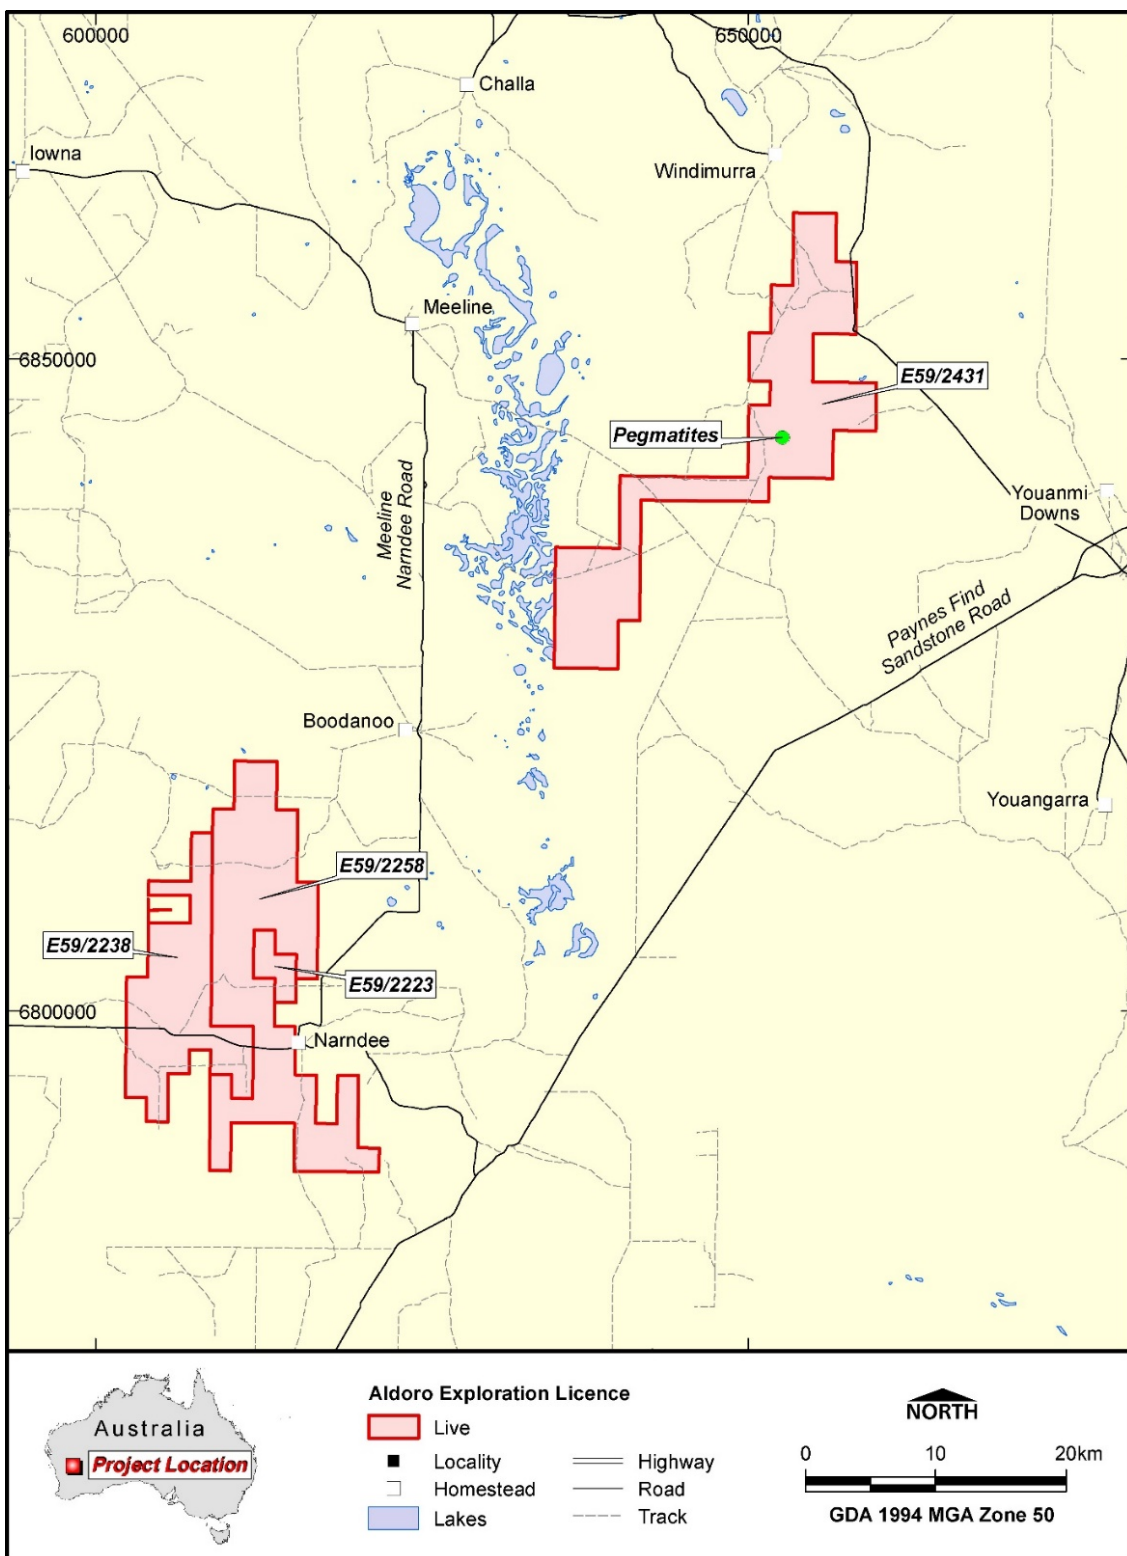 600000
650000
Challa
Iowna
Windimurra
Meeline
6850000
E59/2431
Pegmatites
Meeline
Narndee Road
Youanmi
Downs
Paynes Find
Sandstone Road
Boodanoo
Youangarra
E59/2258
E59/2238
E59/2223
6800000
Narndee
Australia
Project Location
Aldoro Exploration Licence
Live
Locality
Homestead
Lakes
Highway
Road
Track
NORTH
0 10 20km
GDA 1994 MGA Zone 50